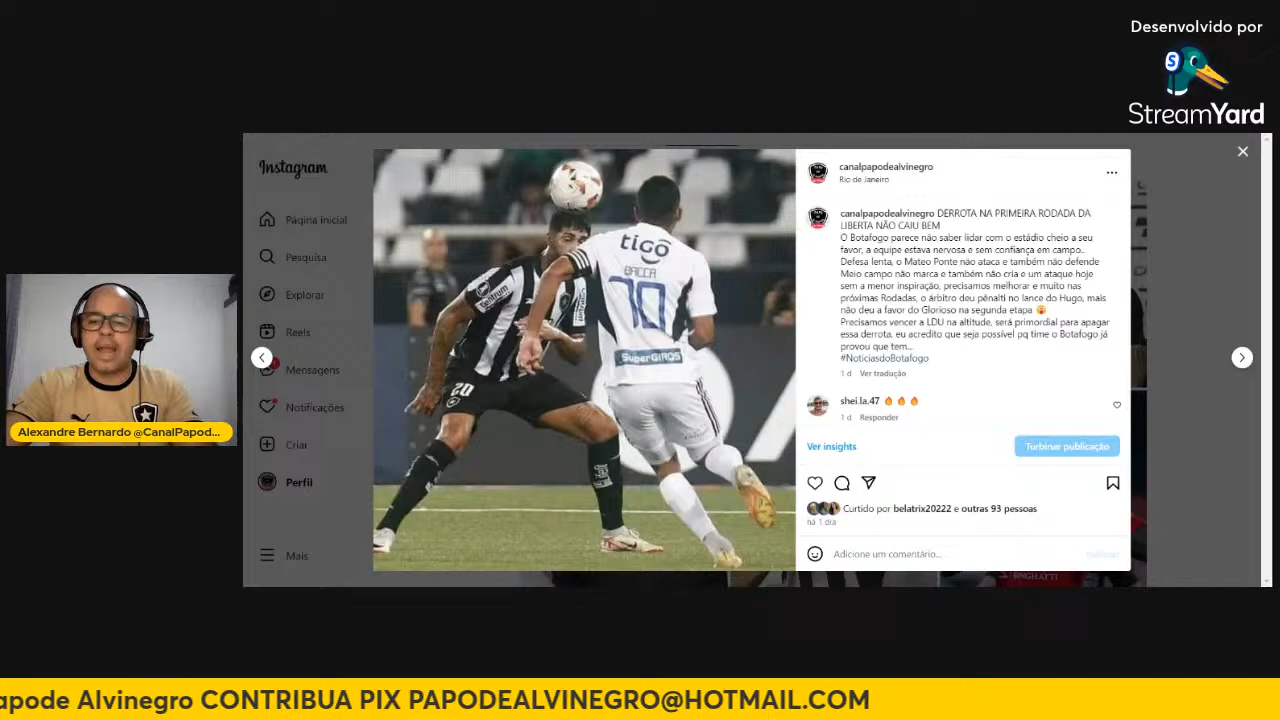 Desenvolvido por
StreamYard
Instagram
Página inicial
Pesquisa
Explorar
Reels
Mensagens
Notificações
Criar
Perfil
Mais
tigo
BACCA
10
SuperGIROS
betnacional
20
canalpapodealvinegro
Rio de Janeiro
canalpapodealvinegro DERROTA NA PRIMEIRA RODADA DA
LIBERTA NÃO CAIU BEM
O Botafogo parece não saber lidar com o estádio cheio a seu
favor, a equipe estava nervosa e sem confiança em campo...
Defesa lenta, o Mateo Ponte não ataca e também não defende
Meio campo não marca e também não cria e um ataque hoje
sem a menor inspiração, precisamos melhorar e muito nas
próximas Rodadas, o árbitro deu pênalti no lance do Hugo, mais
não deu a favor do Glorioso na segunda etapa 😩
Precisamos vencer a LDU na altitude, será primordial para apagar
essa derrota, eu acredito que seja possível pq time o Botafogo já
provou que tem...
#NoticiasdoBotafogo
1 d Ver tradução
shei.la.47 🔥 🔥 🔥
1 d Responder
Ver insights
Turbinar publicação
Curtido por belatrix20222 e outras 93 pessoas
há 1 dia
Adicione um comentário...
Publicar
BINGHATTI
Alexandre Bernardo @CanalPapod...
apode Alvinegro CONTRIBUA PIX PAPODEALVINEGRO@HOTMAIL.COM